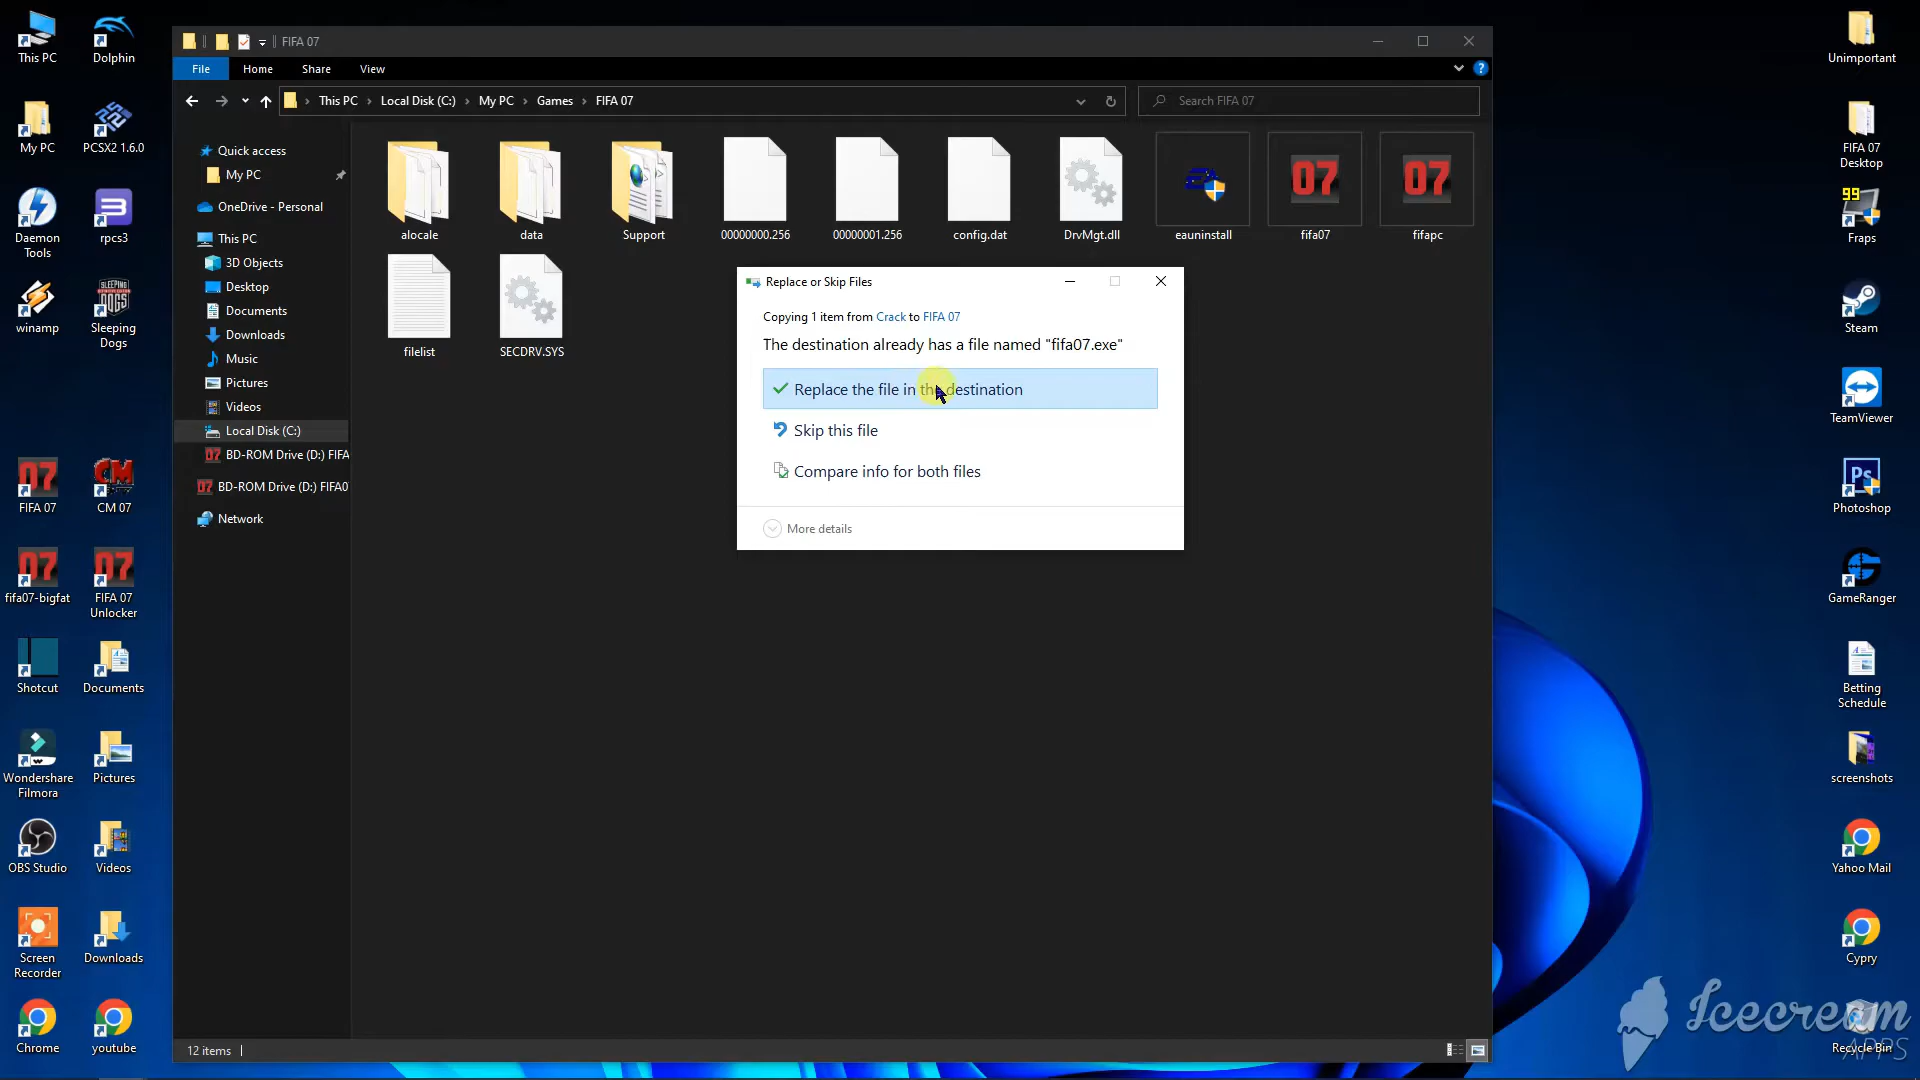 This PC
Dolphin
My PC
PCSX2 1.6.0
Daemon
Tools
rpcs3
winamp
Sleeping
Dogs
FIFA 07
CM 07
fifa07-bigfat
FIFA 07
Unlocker
Shotcut
Documents
Wondershare
Filmora
Pictures
OBS Studio
Videos
Screen
Recorder
Downloads
Chrome
youtube
FIFA 07
File
Home
Share
View
This PC
Local Disk (C:)
My PC
Games
FIFA 07
Search FIFA 07
Quick access
My PC
OneDrive - Personal
This PC
3D Objects
Desktop
Documents
Downloads
Music
Pictures
Videos
Local Disk (C:)
BD-ROM Drive (D:) FIFA
BD-ROM Drive (D:) FIFA0
Network
alocale
data
Support
00000000.256
00000001.256
config.dat
DrvMgt.dll
eauninstall
07
fifa07
07
fifapc
filelist
SECDRV.SYS
Replace or Skip Files
Copying 1 item from Crack to FIFA 07
The destination already has a file named "fifa07.exe"
Replace the file in the destination
Skip this file
Compare info for both files
More details
12 items
Unimportant
FIFA 07
Desktop
99
Fraps
Steam
TeamViewer
Ps
Photoshop
GameRanger
Betting
Schedule
screenshots
Yahoo Mail
Cypry
Recycle Bin
Icecream
APPS